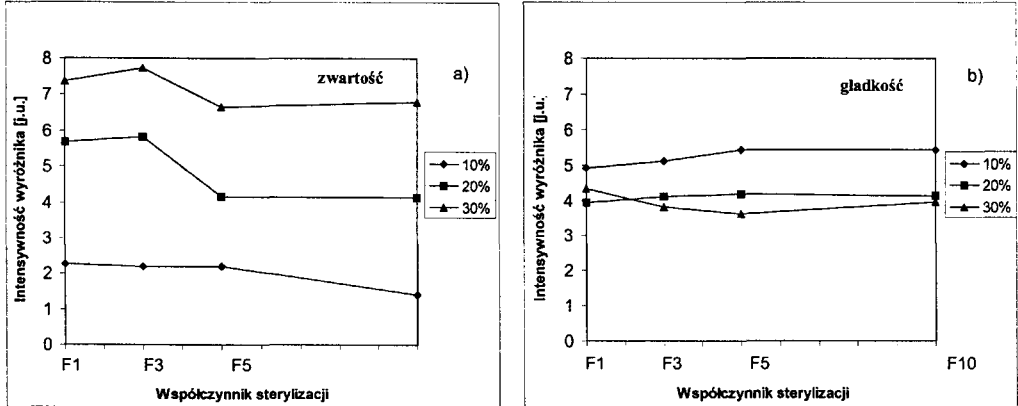 zwartość
a)
Intensywność wyróżnika [j.u.]
8
7
6
5
4
3
2
1
0
F1 F3 F5
Współczynnik sterylizacji
10%
20%
30%
gładkość
b)
Intensywność wyróżnika [j.u.]
8
7
6
5
4
3
2
1
0
F1 F3 F5 F10
Współczynnik sterylizacji
10%
20%
30%